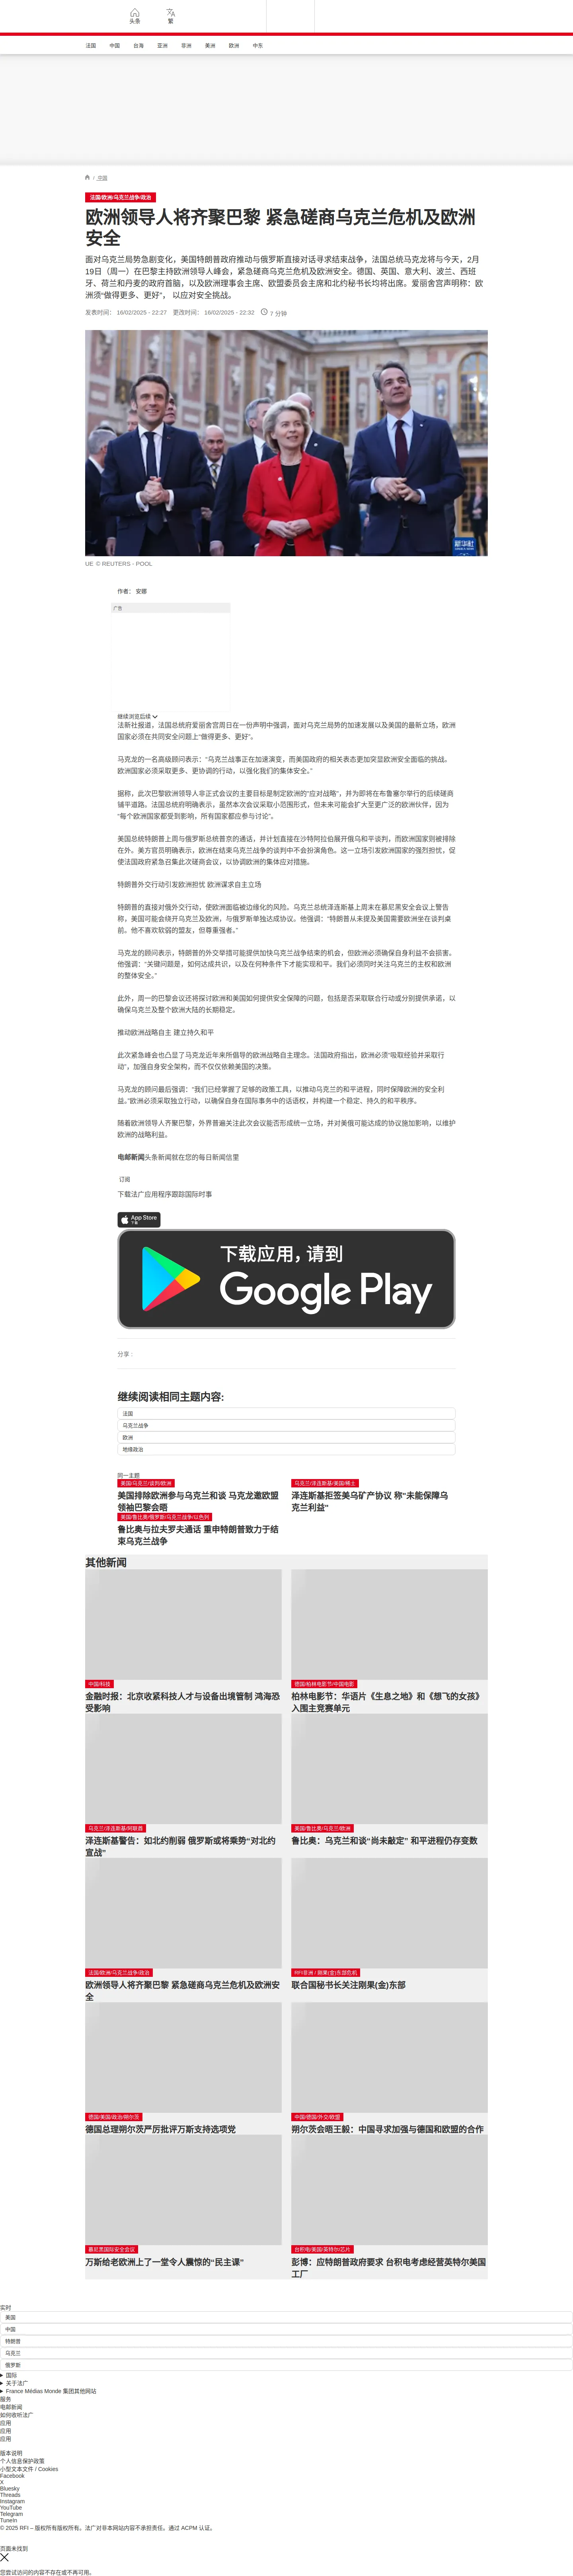 头条
繁
法国
中国
台海
亚洲
非洲
美洲
欧洲
中东
/ 中国
法国/欧洲/乌克兰战争/政治
欧洲领导人将齐聚巴黎 紧急磋商乌克兰危机及欧洲
安全
面对乌克兰局势急剧变化，美国特朗普政府推动与俄罗斯直接对话寻求结束战争，法国总统马克龙将与今天，2月
19日（周一）在巴黎主持欧洲领导人峰会，紧急磋商乌克兰危机及欧洲安全。德国、英国、意大利、波兰、西班
牙、荷兰和丹麦的政府首脑，以及欧洲理事会主席、欧盟委员会主席和北约秘书长均将出席。爱丽舍宫声明称：欧
洲须“做得更多、更好”， 以应对安全挑战。
发表时间： 16/02/2025 - 22:27 更改时间： 16/02/2025 - 22:32 7 分钟
新华社
UE © REUTERS - POOL
作者： 安娜
广告
继续浏览后续
法新社报道，法国总统府爱丽舍宫周日在一份声明中强调，面对乌克兰局势的加速发展以及美国的最新立场，欧洲
国家必须在共同安全问题上“做得更多、更好”。
马克龙的一名高级顾问表示：“乌克兰战事正在加速演变，而美国政府的相关表态更加突显欧洲安全面临的挑战。
欧洲国家必须采取更多、更协调的行动，以强化我们的集体安全。”
据称，此次巴黎欧洲领导人非正式会议的主要目标是制定欧洲的“应对战略”，并为即将在布鲁塞尔举行的后续磋商
铺平道路。法国总统府明确表示，虽然本次会议采取小范围形式，但未来可能会扩大至更广泛的欧洲伙伴，因为
“每个欧洲国家都受到影响，所有国家都应参与讨论”。
美国总统特朗普上周与俄罗斯总统普京的通话，并计划直接在沙特阿拉伯展开俄乌和平谈判，而欧洲国家则被排除
在外。美方官员明确表示，欧洲在结束乌克兰战争的谈判中不会扮演角色。这一立场引发欧洲国家的强烈担忧，促
使法国政府紧急召集此次磋商会议，以协调欧洲的集体应对措施。
特朗普外交行动引发欧洲担忧 欧洲谋求自主立场
特朗普的直接对俄外交行动，使欧洲面临被边缘化的风险。乌克兰总统泽连斯基上周末在慕尼黑安全会议上警告
称，美国可能会绕开乌克兰及欧洲，与俄罗斯单独达成协议。他强调：“特朗普从未提及美国需要欧洲坐在谈判桌
前。他不喜欢软弱的盟友，但尊重强者。”
马克龙的顾问表示，特朗普的外交举措可能提供加快乌克兰战争结束的机会，但欧洲必须确保自身利益不会损害。
他强调：“关键问题是，如何达成共识，以及在何种条件下才能实现和平。我们必须同时关注乌克兰的主权和欧洲
的整体安全。”
此外，周一的巴黎会议还将探讨欧洲和美国如何提供安全保障的问题，包括是否采取联合行动或分别提供承诺，以
确保乌克兰及整个欧洲大陆的长期稳定。
推动欧洲战略自主 建立持久和平
此次紧急峰会也凸显了马克龙近年来所倡导的欧洲战略自主理念。法国政府指出，欧洲必须“吸取经验并采取行
动”，加强自身安全架构，而不仅仅依赖美国的决策。
马克龙的顾问最后强调：“我们已经掌握了足够的政策工具，以推动乌克兰的和平进程，同时保障欧洲的安全利
益。”欧洲必须采取独立行动，以确保自身在国际事务中的话语权，并构建一个稳定、持久的和平秩序。
随着欧洲领导人齐聚巴黎，外界普遍关注此次会议能否形成统一立场，并对美俄可能达成的协议施加影响，以维护
欧洲的战略利益。
电邮新闻头条新闻就在您的每日新闻信里
订阅
下载法广应用程序跟踪国际时事
App Store
下载
下载应用，请到
Google Play
分享 :
继续阅读相同主题内容:
法国
乌克兰战争
欧洲
地缘政治
同一主题
美国/乌克兰/谈判/欧洲
美国排除欧洲参与乌克兰和谈 马克龙邀欧盟
领袖巴黎会晤
乌克兰/泽连斯基/美国/稀土
泽连斯基拒签美乌矿产协议 称"未能保障乌
克兰利益"
美国/鲁比奥/俄罗斯/乌克兰战争/以色列
鲁比奥与拉夫罗夫通话 重申特朗普致力于结
束乌克兰战争
其他新闻
中国/科技
金融时报：北京收紧科技人才与设备出境管制 鸿海恐
受影响
德国/柏林电影节/中国电影
柏林电影节：华语片《生息之地》和《想飞的女孩》
入围主竞赛单元
乌克兰/泽连斯基/阿联酋
泽连斯基警告：如北约削弱 俄罗斯或将乘势“对北约
宣战”
美国/鲁比奥/乌克兰/欧洲
鲁比奥：乌克兰和谈“尚未敲定” 和平进程仍存变数
法国/欧洲/乌克兰战争/政治
欧洲领导人将齐聚巴黎 紧急磋商乌克兰危机及欧洲安
全
RFI非洲 / 刚果(金)东部危机
联合国秘书长关注刚果(金)东部
德国/美国/政治/朔尔茨
德国总理朔尔茨严厉批评万斯支持选项党
中国/德国/外交/欧盟
朔尔茨会晤王毅：中国寻求加强与德国和欧盟的合作
慕尼黑国际安全会议
万斯给老欧洲上了一堂令人震惊的“民主课”
台积电/美国/英特尔/芯片
彭博：应特朗普政府要求 台积电考虑经营英特尔美国
工厂
实时
美国
中国
特朗普
乌克兰
俄罗斯
国际
关于法广
France Médias Monde 集团其他网站
服务
电邮新闻
如何收听法广
应用
应用
应用
版本说明
个人信息保护政策
小型文本文件 / Cookies
Facebook
X
Bluesky
Threads
Instagram
YouTube
Telegram
TuneIn
© 2025 RFI – 版权所有版权所有。法广对非本网站内容不承担责任。通过 ACPM 认证。
页面未找到
您尝试访问的内容不存在或不再可用。